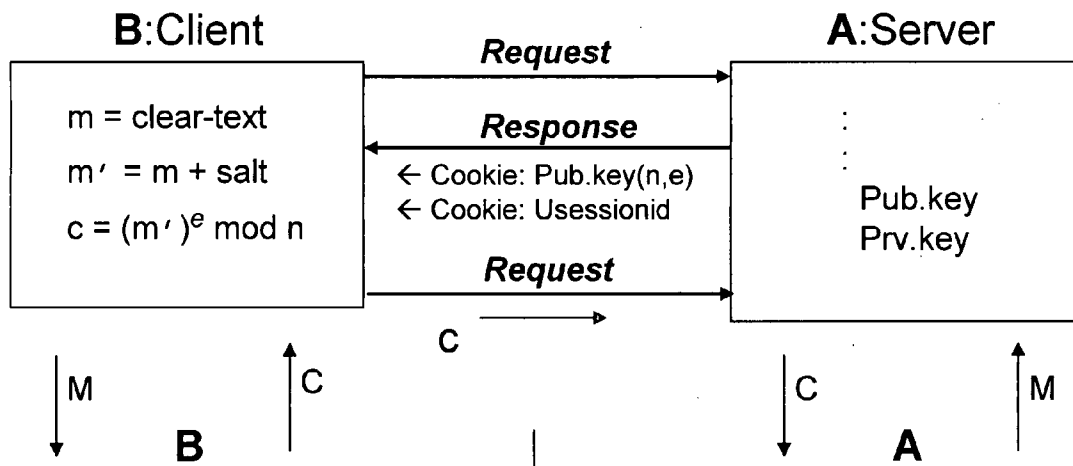 B:Client
A:Server
Request
m = clear-text
m′ = m + salt
c = (m′)^e mod n
Response
← Cookie: Pub.key(n,e)
← Cookie: Usessionid
Pub.key
Prv.key
Request
C
M
C
C
M
B
A